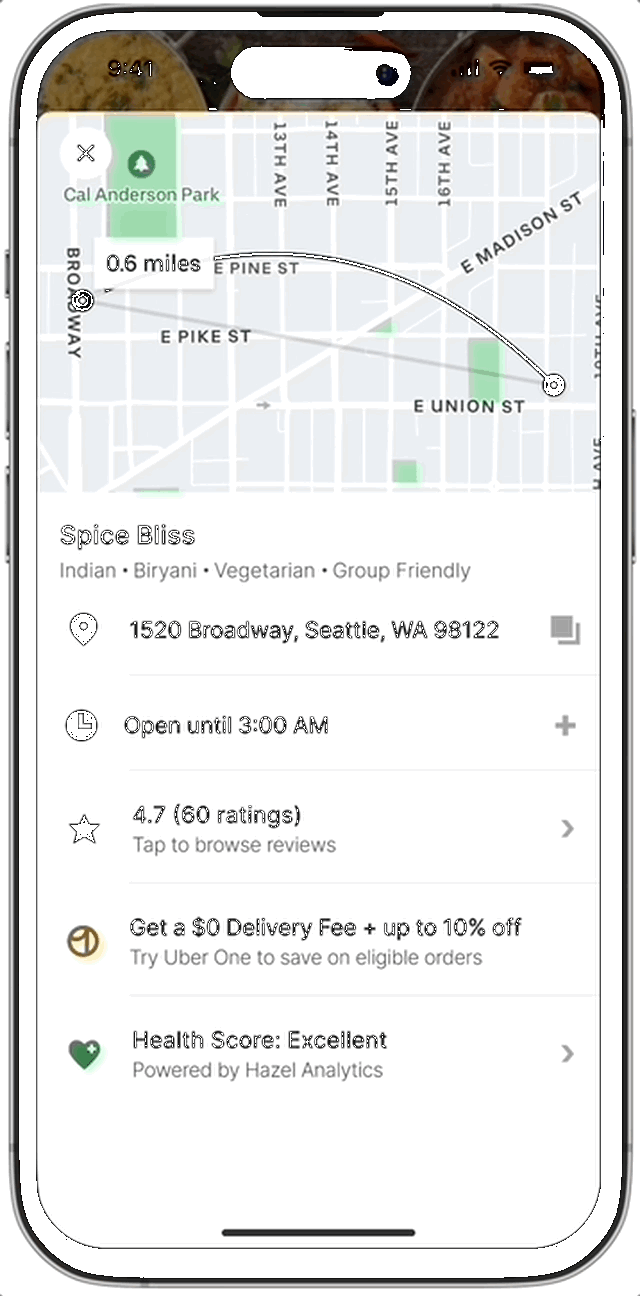 9:41
13TH AVE
14TH AVE
15TH AVE
16TH AVE
Cal Anderson Park
E MADISON ST
BROADWAY
0.6 miles
E PINE ST
E PIKE ST
E UNION ST
Spice Bliss
Indian • Biryani • Vegetarian • Group Friendly
1520 Broadway, Seattle, WA 98122
Open until 3:00 AM
4.7 (60 ratings)
Tap to browse reviews
Get a $0 Delivery Fee + up to 10% off
Try Uber One to save on eligible orders
Health Score: Excellent
Powered by Hazel Analytics